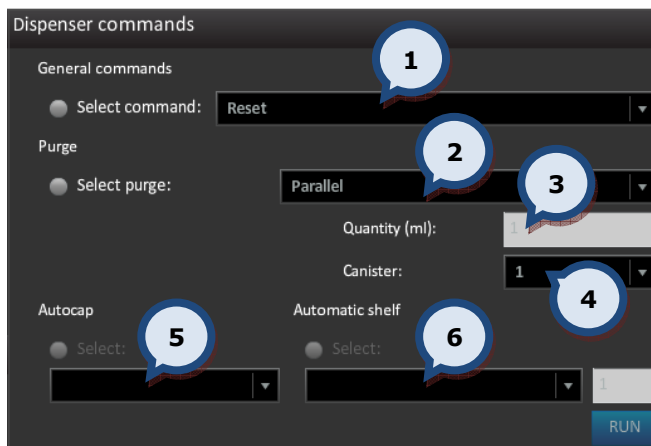 Dispenser commands
General commands
1
Select command: Reset
Purge
2
Select purge: Parallel
3
Quantity (ml): 1
Canister: 1
4
Autocap Automatic shelf
5 6
Select: Select:
1
RUN